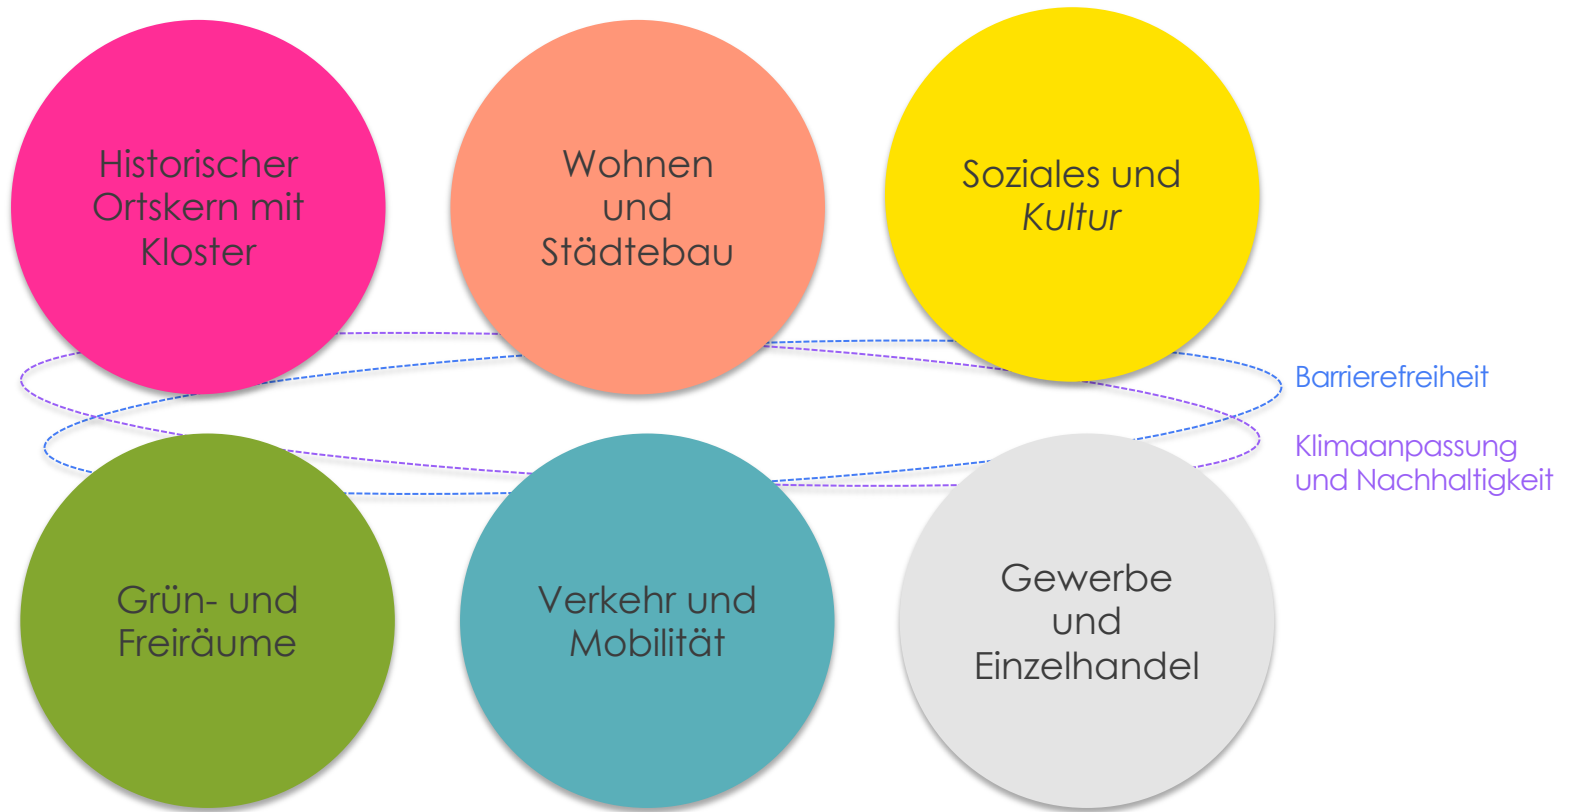 Historischer
Ortskern mit
Kloster
Wohnen
und
Städtebau
Soziales und
Kultur
Barrierefreiheit
Klimaanpassung
und Nachhaltigkeit
Grün- und
Freiräume
Verkehr und
Mobilität
Gewerbe
und
Einzelhandel